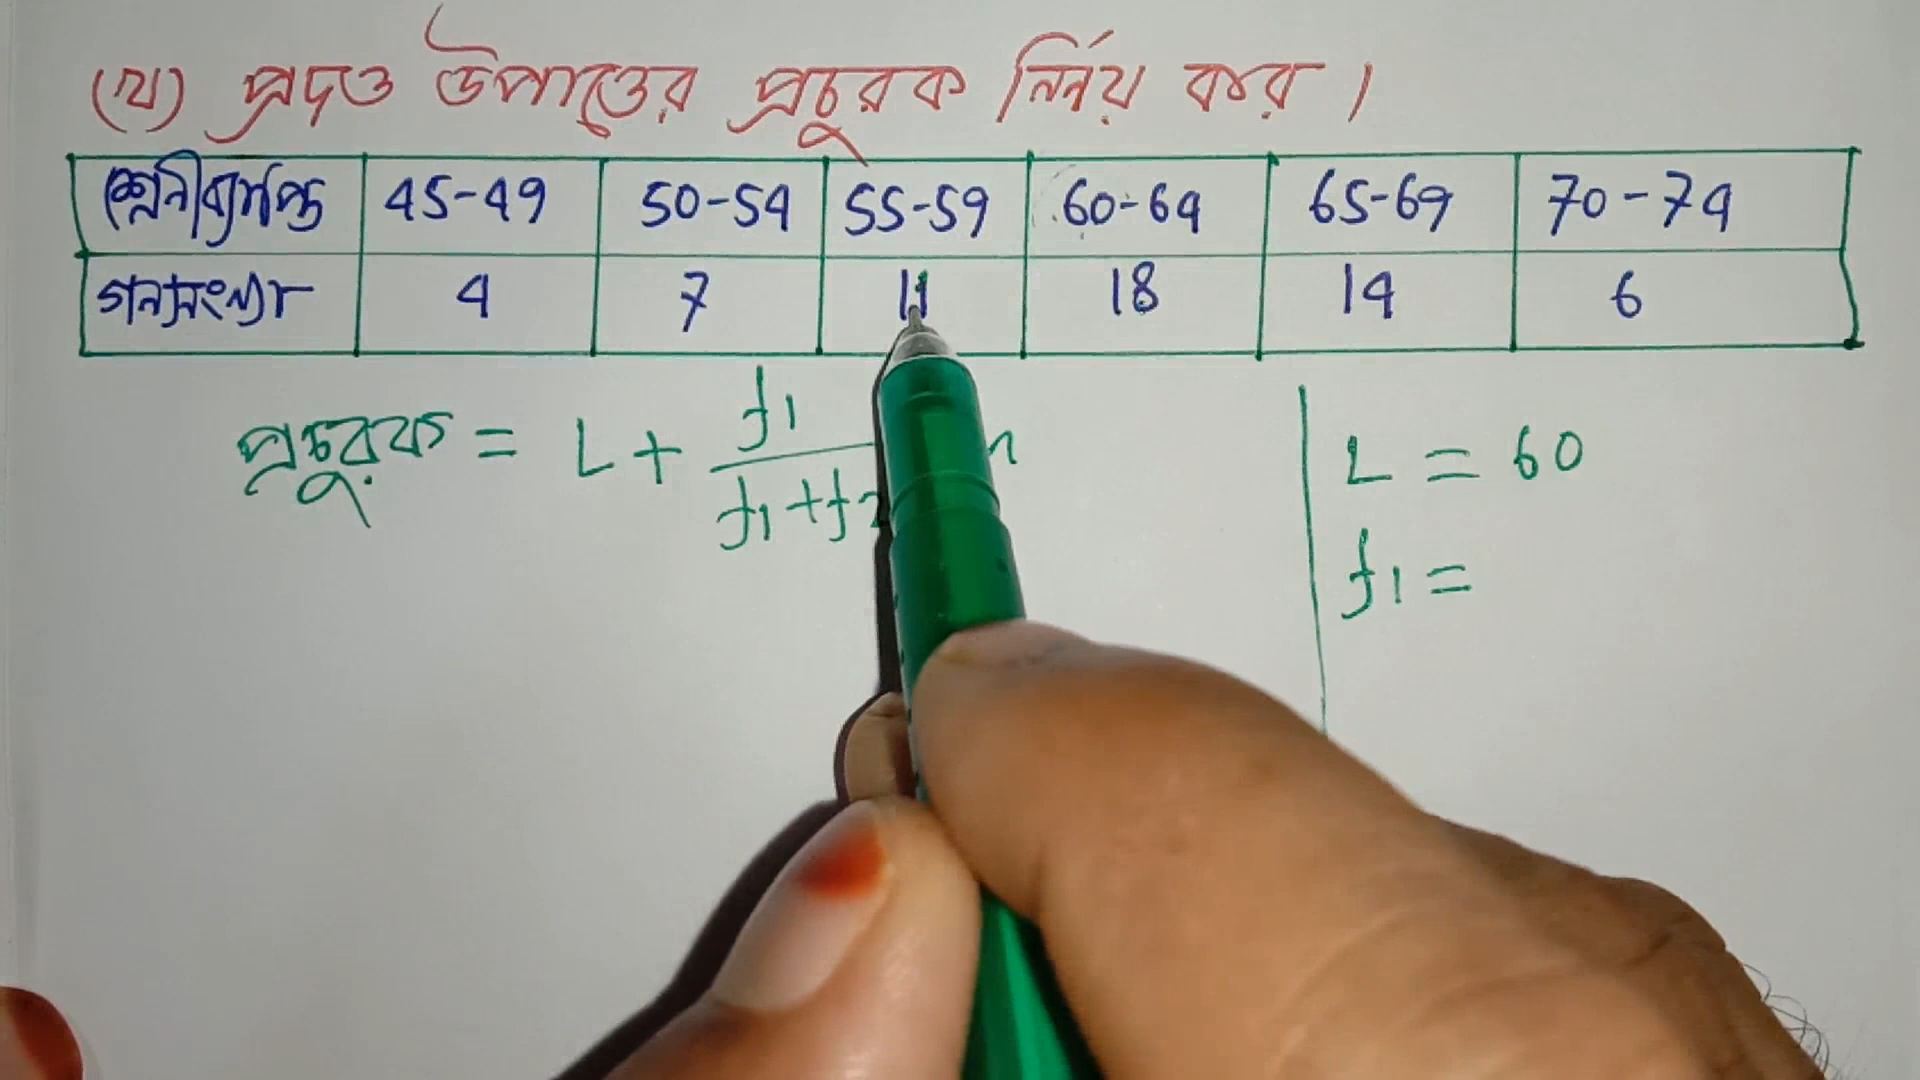 (খ) প্রদত্ত উপাত্তের প্রচুরক নির্নয় কর।
শ্রেনীব্যাপ্তি 45-49 50-54 55-59 60-64 65-69 70-74
গনসংখ্যা 4 7 11 18 14 6
প্রচুরক = L + f1 / f1+f2 h
L = 60
f1 =